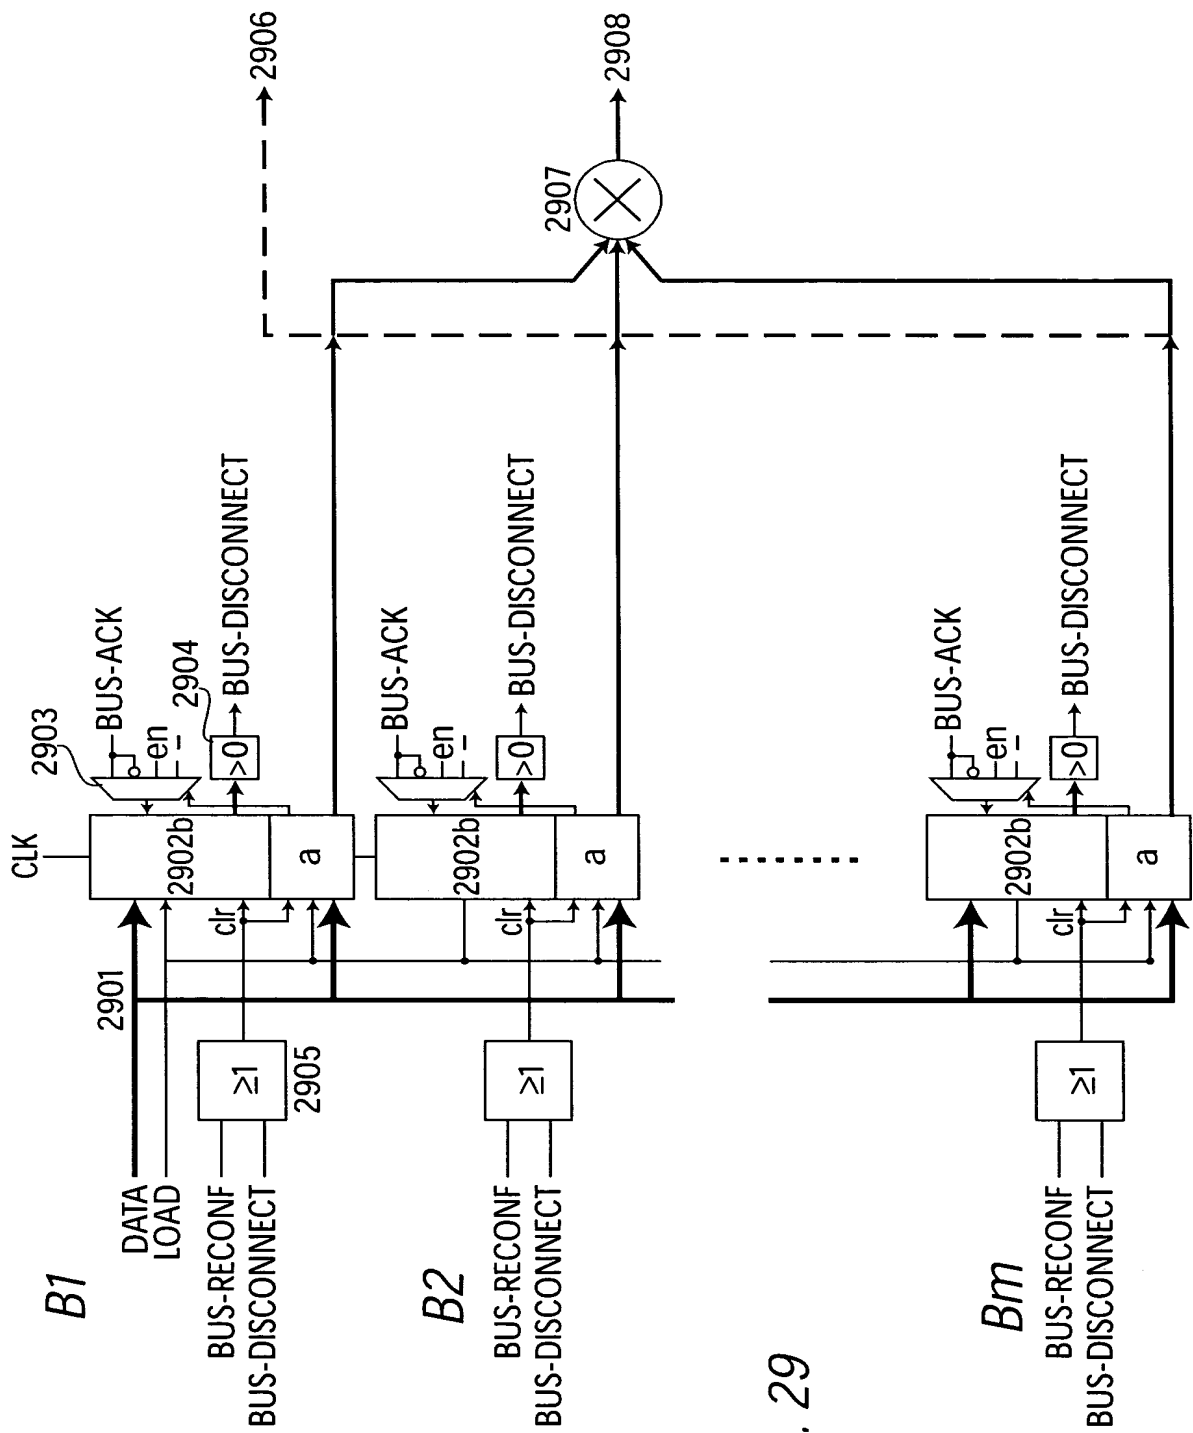 B1
DATA
LOAD
BUS-RECONF
BUS-DISCONNECT
2901
≥1
2905
CLK
clr
2902b
a
2903
BUS-ACK
en
2904
>0
BUS-DISCONNECT
2906
B2
BUS-RECONF
BUS-DISCONNECT
≥1
clr
2902b
a
BUS-ACK
en
>0
BUS-DISCONNECT
2907
2908
Bm
BUS-RECONF
BUS-DISCONNECT
≥1
clr
2902b
a
BUS-ACK
en
>0
BUS-DISCONNECT
. 29